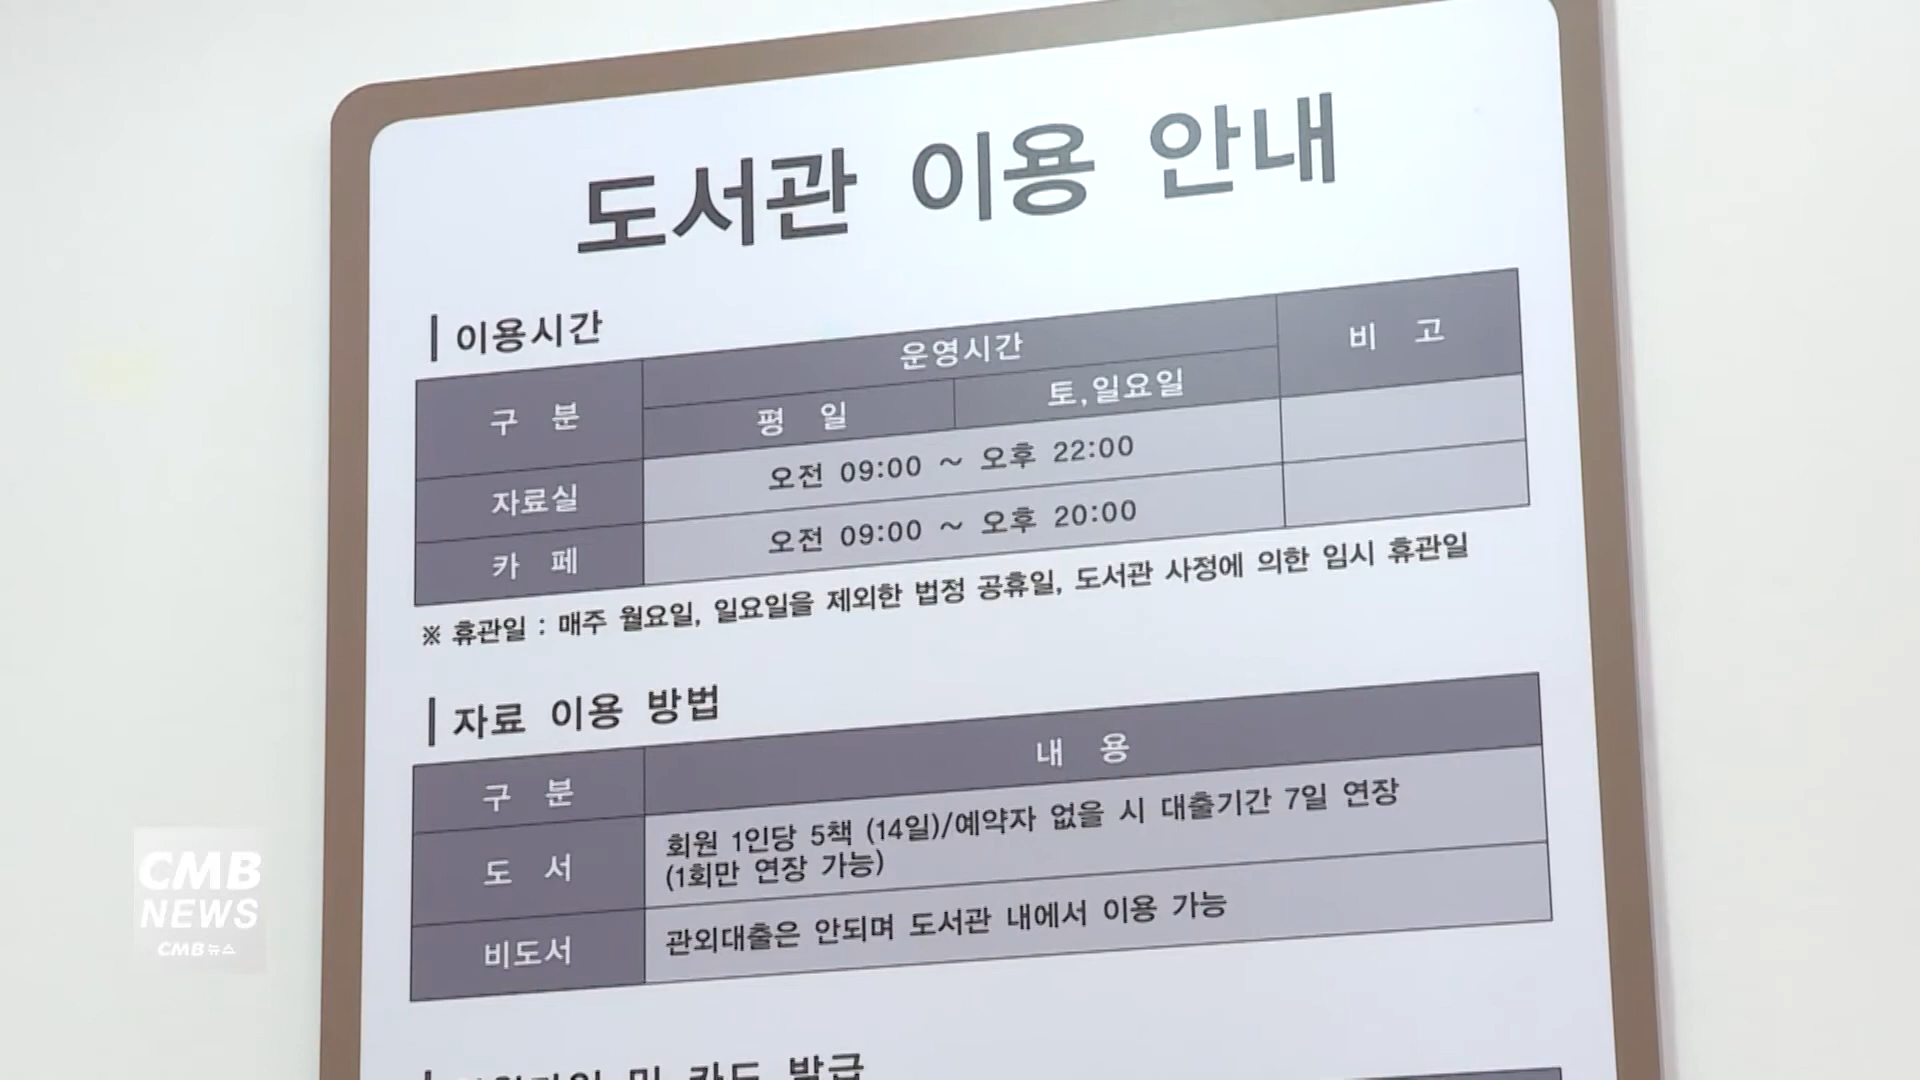 도서관 이용 안내
이용시간
구 분
운영시간
비 고
평 일
토,일요일
자료실
오전 09:00 ~ 오후 22:00
카 페
오전 09:00 ~ 오후 20:00
※ 휴관일 : 매주 월요일, 일요일을 제외한 법정 공휴일, 도서관 사정에 의한 임시 휴관일
자료 이용 방법
구 분
내 용
도 서
회원 1인당 5책 (14일)/예약자 없을 시 대출기간 7일 연장
(1회만 연장 가능)
비도서
관외대출은 안되며 도서관 내에서 이용 가능
및 카드 발급
CMB
NEWS
CMB 뉴스